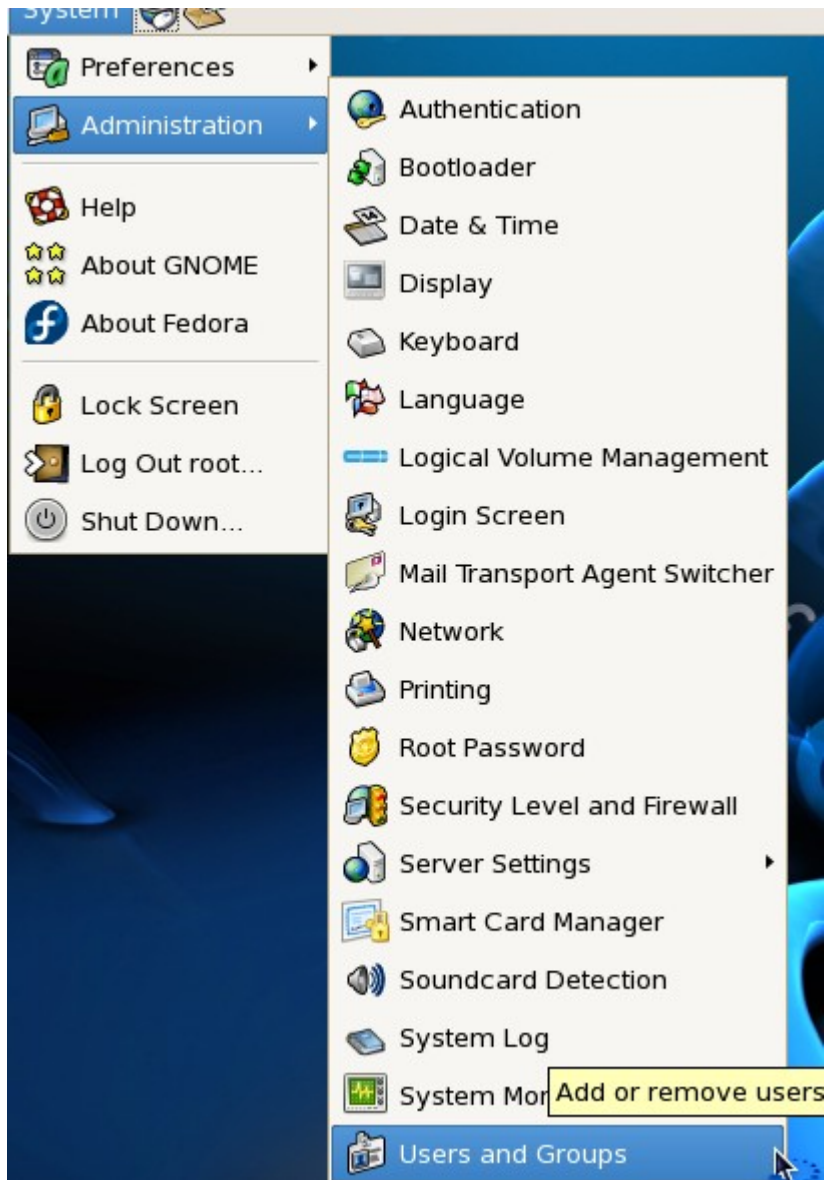 System
Preferences
Administration
Help
About GNOME
About Fedora
Lock Screen
Log Out root...
Shut Down...
Authentication
Bootloader
Date & Time
Display
Keyboard
Language
Logical Volume Management
Login Screen
Mail Transport Agent Switcher
Network
Printing
Root Password
Security Level and Firewall
Server Settings
Smart Card Manager
Soundcard Detection
System Log
System Mor
Add or remove users
Users and Groups